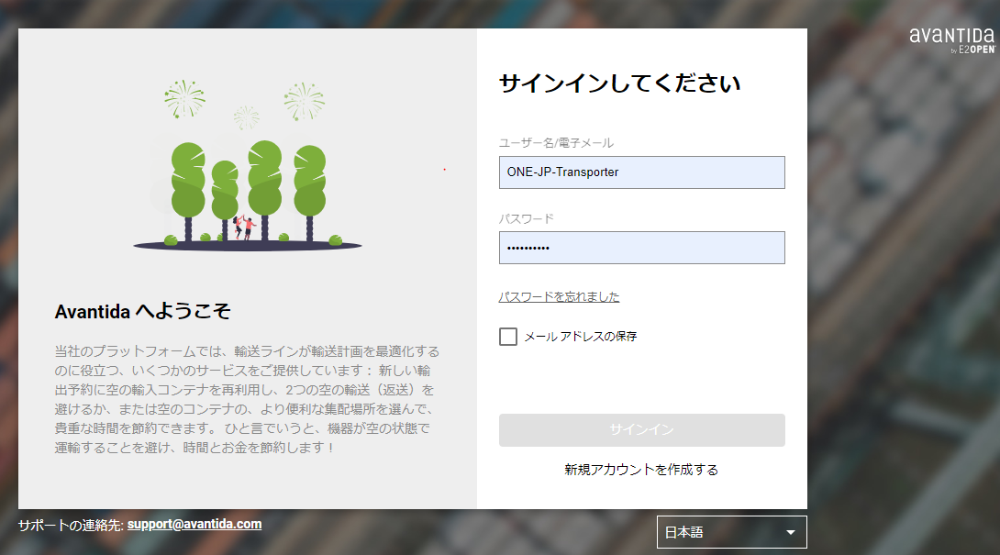 AVANTIDA
by E2OPEN
サインインしてください
ユーザー名/電子メール
ONE-JP-Transporter
パスワード
••••••••••
パスワードを忘れました
メール アドレスの保存
サインイン
新規アカウントを作成する
Avantida へようこそ
当社のプラットフォームでは、輸送ラインが輸送計画を最適化する
のに役立つ、いくつかのサービスをご提供しています： 新しい輸
出予約に空の輸入コンテナを再利用し、2つの空の輸送（返送）を
避けるか、または空のコンテナの、より便利な集配場所を選んで、
貴重な時間を節約できます。 ひと言でいうと、機器が空の状態で
運輸することを避け、時間とお金を節約します！
サポートの連絡先: support@avantida.com
日本語